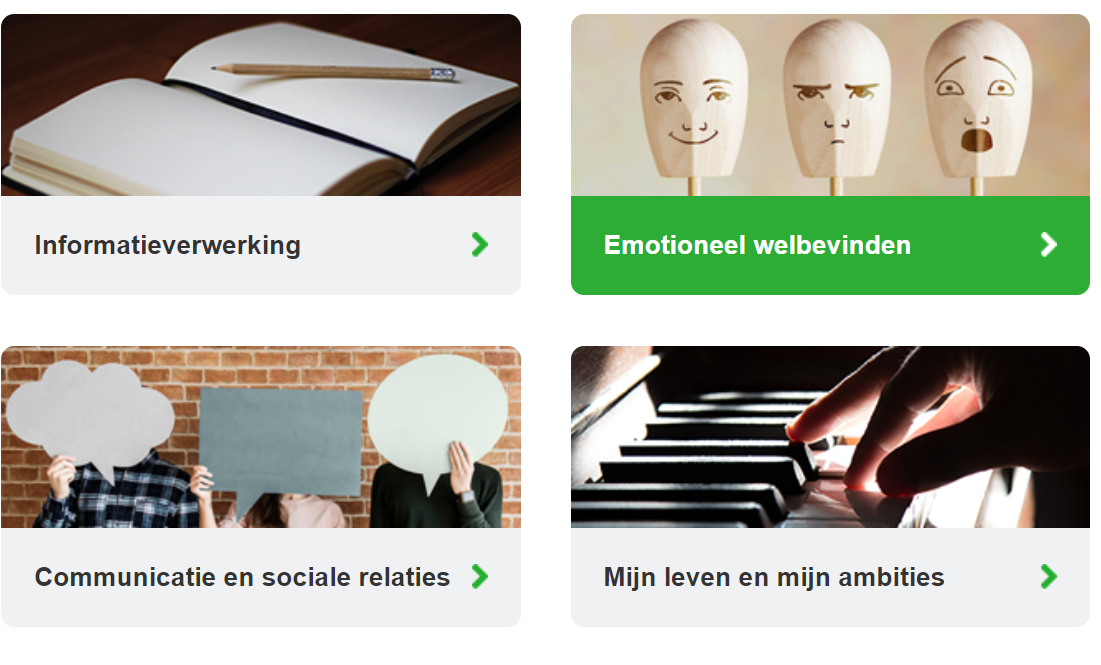 Informatieverwerking
Emotioneel welbevinden
Communicatie en sociale relaties
Mijn leven en mijn ambities